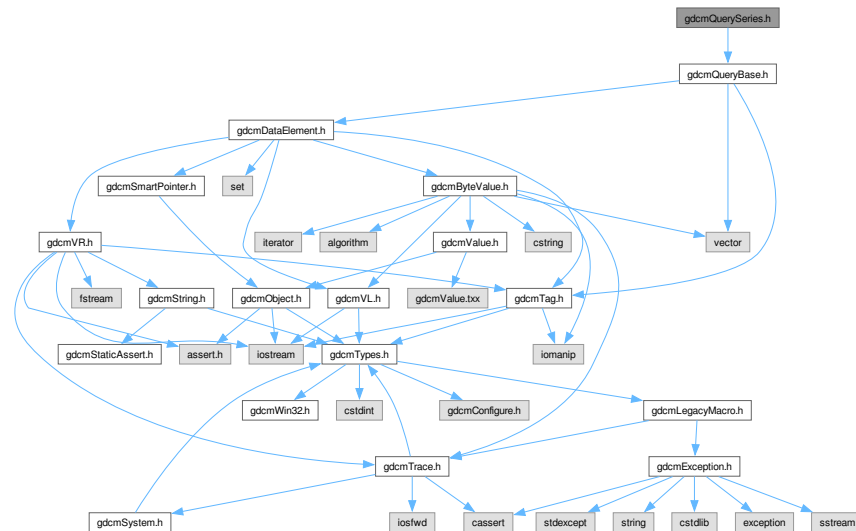 gdcmQuerySeries.h
gdcmQueryBase.h
gdcmDataElement.h
gdcmSmartPointer.h
set
gdcmByteValue.h
gdcmVR.h
iterator
algorithm
gdcmValue.h
cstring
vector
fstream
gdcmString.h
gdcmObject.h
gdcmVL.h
gdcmValue.txx
gdcmTag.h
gdcmStaticAssert.h
assert.h
iostream
gdcmTypes.h
iomanip
gdcmWin32.h
cstdint
gdcmConfigure.h
gdcmLegacyMacro.h
gdcmTrace.h
gdcmException.h
gdcmSystem.h
iosfwd
cassert
stdexcept
string
cstdlib
exception
sstream